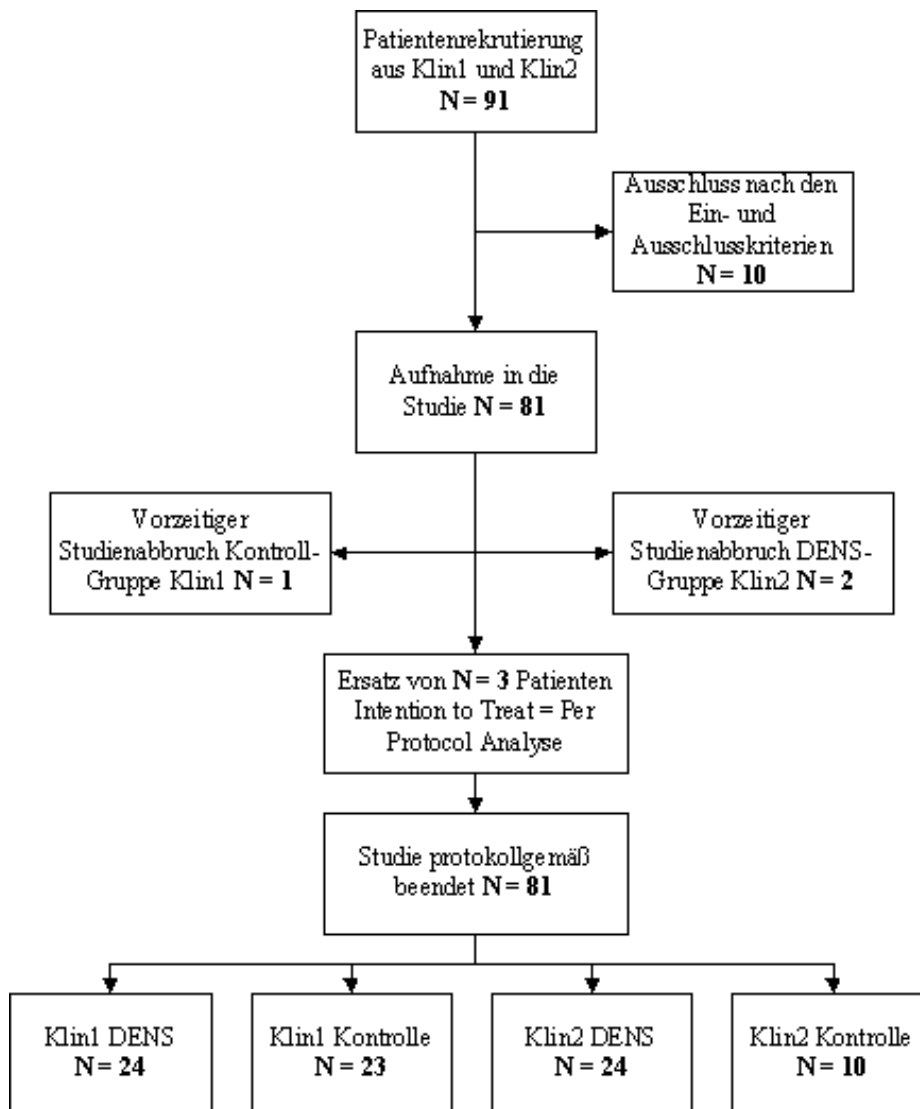 Patientenrekrutierung
aus Klin1 und Klin2
N = 91
Ausschluss nach den
Ein- und
Ausschlusskriterien
N = 10
Aufnahme in die
Studie N = 81
Vorzeitiger
Studienabbruch Kontroll-
Gruppe Klin1 N = 1
Vorzeitiger
Studienabbruch DENS-
Gruppe Klin2 N = 2
Ersatz von N = 3 Patienten
Intention to Treat = Per
Protocol Analyse
Studie protokollgemäß
beendet N = 81
Klin1 DENS
N = 24
Klin1 Kontrolle
N = 23
Klin2 DENS
N = 24
Klin2 Kontrolle
N = 10